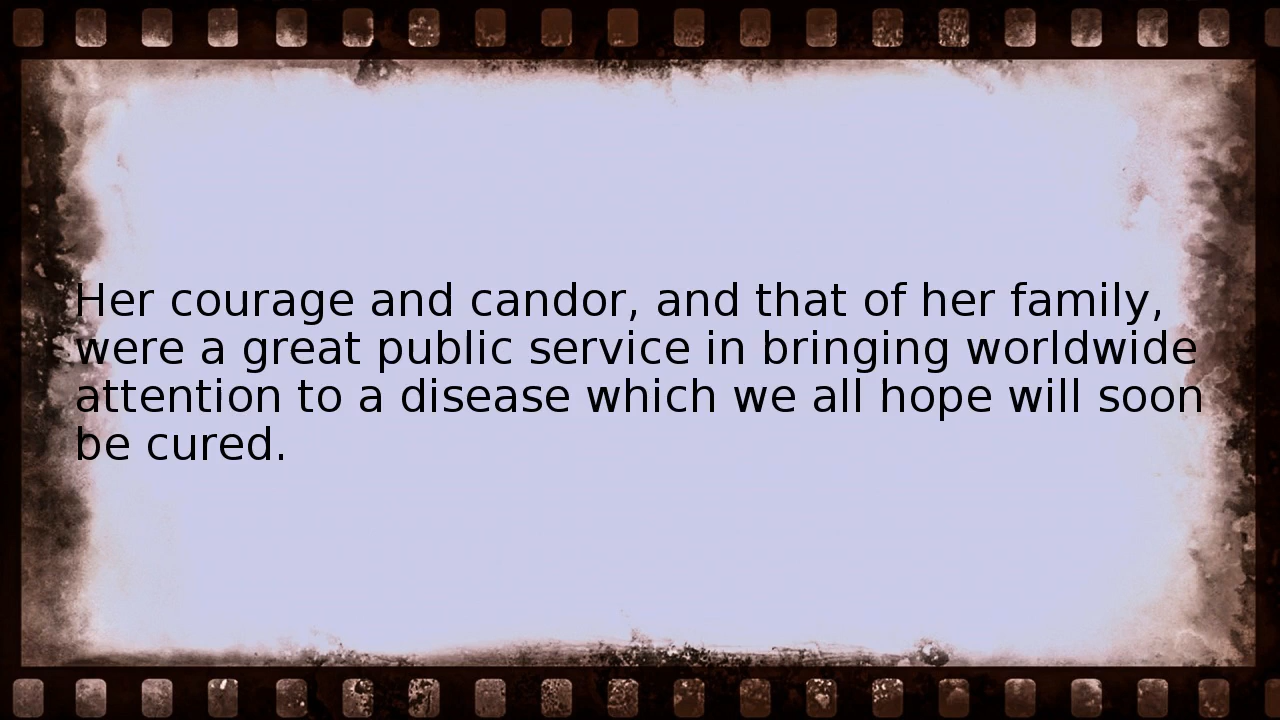 Her courage and candor, and that of her family,
were a great public service in bringing worldwide
attention to a disease which we all hope will soon
be cured.